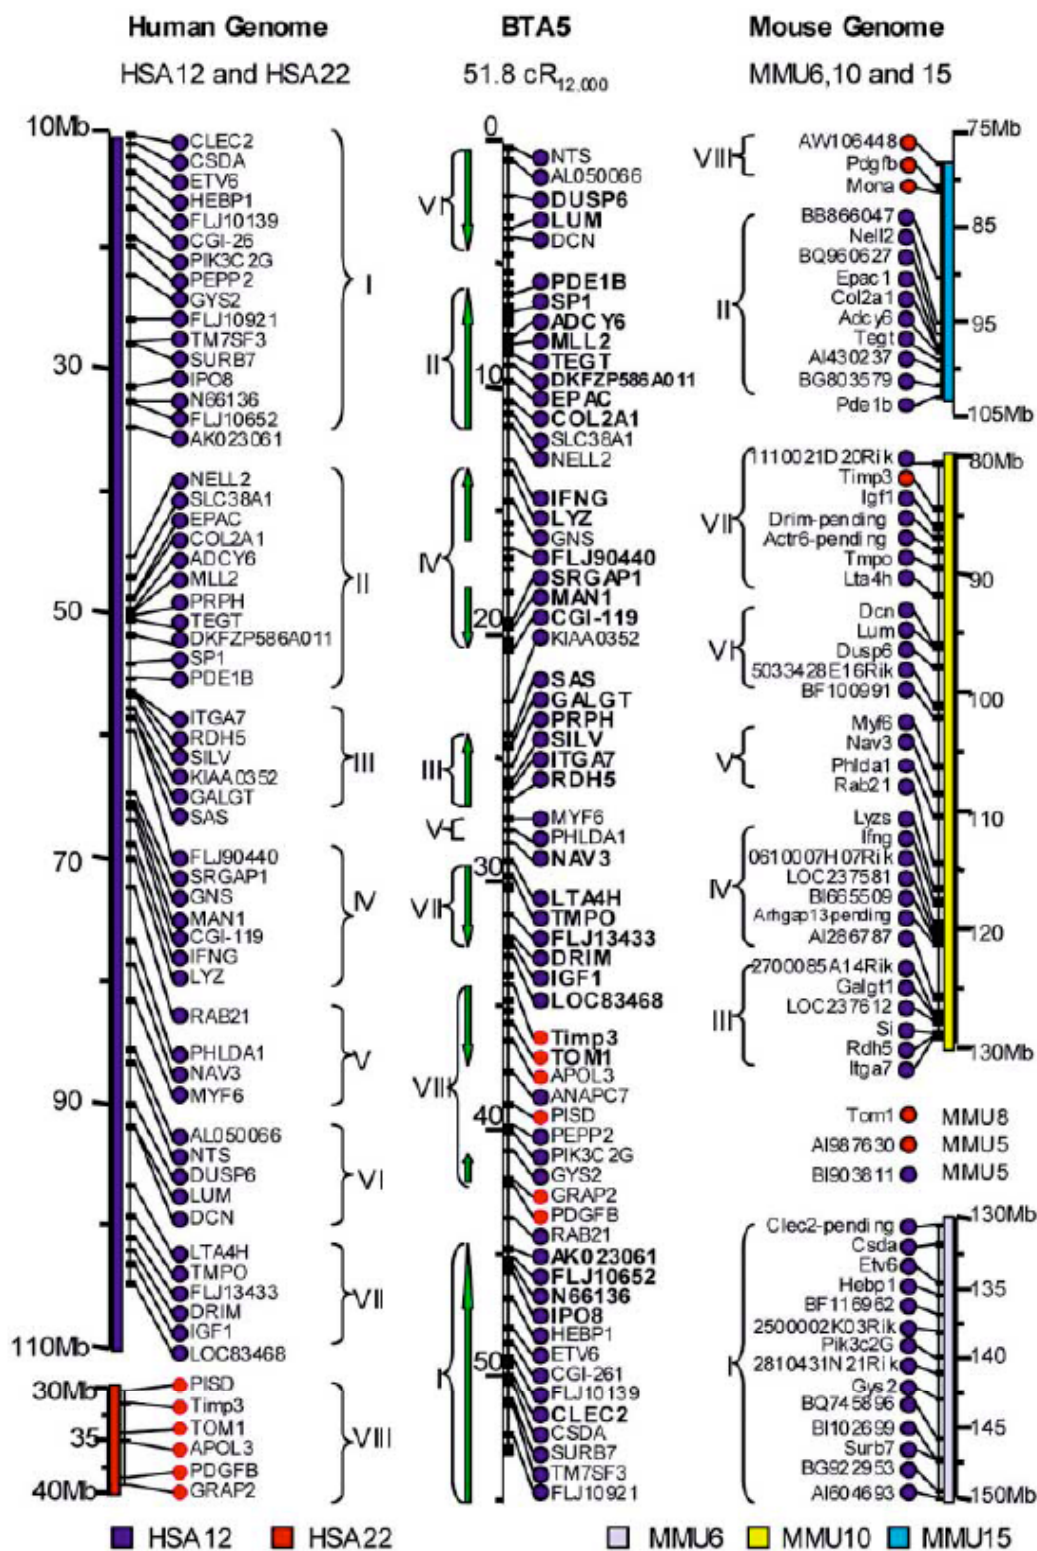 Human Genome
HSA12 and HSA22
10Mb
CLEC2
CSDA
ETV6
HEBP1
FLJ10139
CGI-26
PIK3C2G
PEPP2
GYS2
FLJ10921
TM7SF3
SURB7
IPO8
N66136
FLJ10652
AK023061
I
30
NELL2
SLC38A1
EPAC
COL2A1
ADCY6
MLL2
PRPH
TEGT
DKFZP586A011
SP1
PDE1B
II
50
ITGA7
RDH5
SILV
KIAA0352
GALGT
SAS
III
70
FLJ90440
SRGAP1
GNS
MAN1
CGI-119
IFNG
LYZ
IV
RAB21
PHLDA1
NAV3
MYF6
V
90
AL050066
NTS
DUSP6
LUM
DCN
VI
LTA4H
TMPO
FLJ13433
DRIM
IGF1
LOC83468
VII
110Mb
30Mb
35
40Mb
PISD
Timp3
TOM1
APOL3
PDGFB
GRAP2
VIII
BTA5
51.8 cR12.000
0
VI
NTS
AL050066
DUSP6
LUM
DCN
II
PDE1B
SP1
ADCY6
MLL2
TEGT
10
DKFZP586A011
EPAC
COL2A1
SLC38A1
NELL2
IV
IFNG
LYZ
GNS
FLJ90440
SRGAP1
MAN1
20
CGI-119
KIAA0352
III
SAS
GALGT
PRPH
SILV
ITGA7
RDH5
V
MYF6
PHLDA1
NAV3
30
VII
LTA4H
TMPO
FLJ13433
DRIM
IGF1
LOC83468
VIII
Timp3
TOM1
APOL3
ANAPC7
PISD
40
PEPP2
PIK3C2G
GYS2
GRAP2
PDGFB
RAB21
I
AK023061
FLJ10652
N66136
IPO8
HEBP1
ETV6
50
CGI-261
FLJ10139
CLEC2
CSDA
SURB7
TM7SF3
FLJ10921
Mouse Genome
MMU6,10 and 15
VIII
AW106448
Pdgfb
Mona
75Mb
85
95
105Mb
II
BB866047
Nell2
BQ960627
Epac1
Col2a1
Adcy6
Tegt
AI430237
BG803579
Pde1b
VII
1110021D20Rik
Timp3
Igf1
Drim-pending
Actr6-pending
Tmpo
Lta4h
80Mb
90
VI
Dcn
Lum
Dusp6
5033428E16Rik
BF100991
100
V
Myf6
Nav3
Phlda1
Rab21
110
IV
Lyzs
Ifng
0610007H07Rik
LOC237581
BI665509
Arhgap13-pending
AI286787
120
III
2700085A14Rik
Galgt1
LOC237612
Si
Rdh5
Itga7
130Mb
Tom1 MMU8
AI987630 MMU5
BI903811 MMU5
I
Clec2-pending
Csda
Etv6
Hebp1
BF116962
2500002K03Rik
Pik3c2G
2810431N21Rik
Gys2
BQ745896
BI102699
Surb7
BG922953
AI604693
130Mb
135
140
145
150Mb
HSA12 HSA22 MMU6 MMU10 MMU15